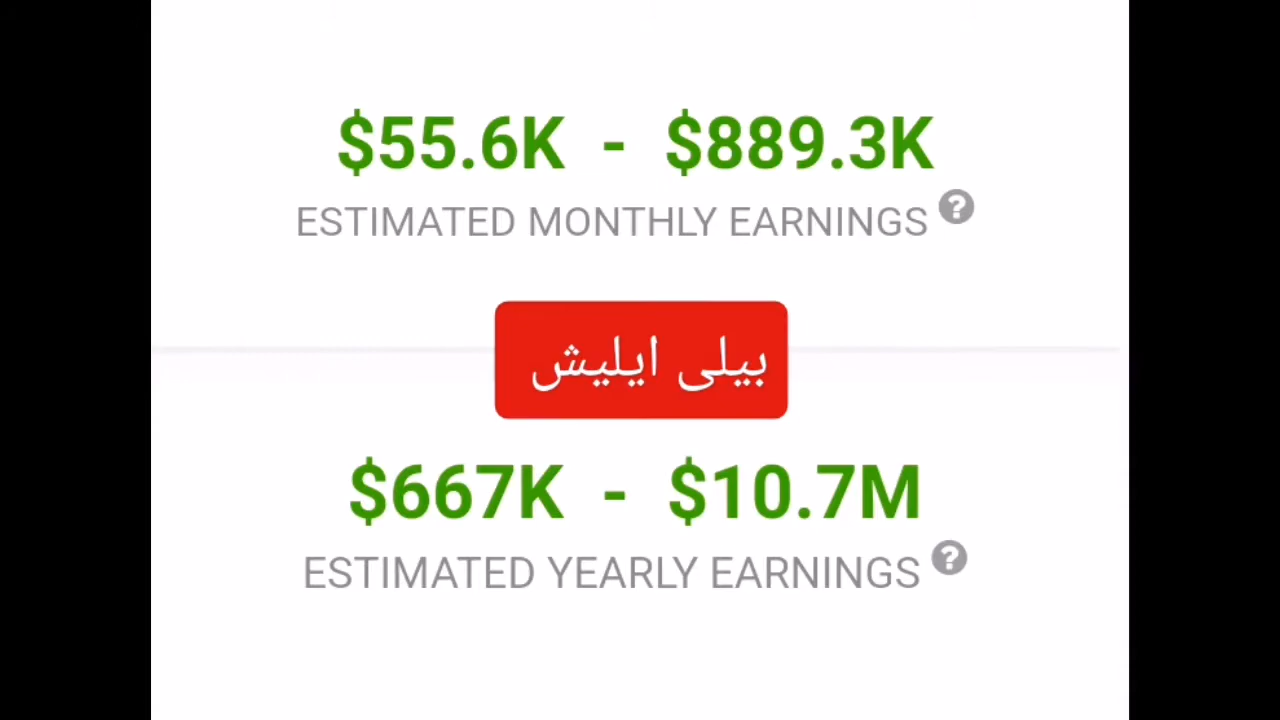 $55.6K - $889.3K
ESTIMATED MONTHLY EARNINGS ?
بیلی ایلیش
$667K - $10.7M
ESTIMATED YEARLY EARNINGS ?